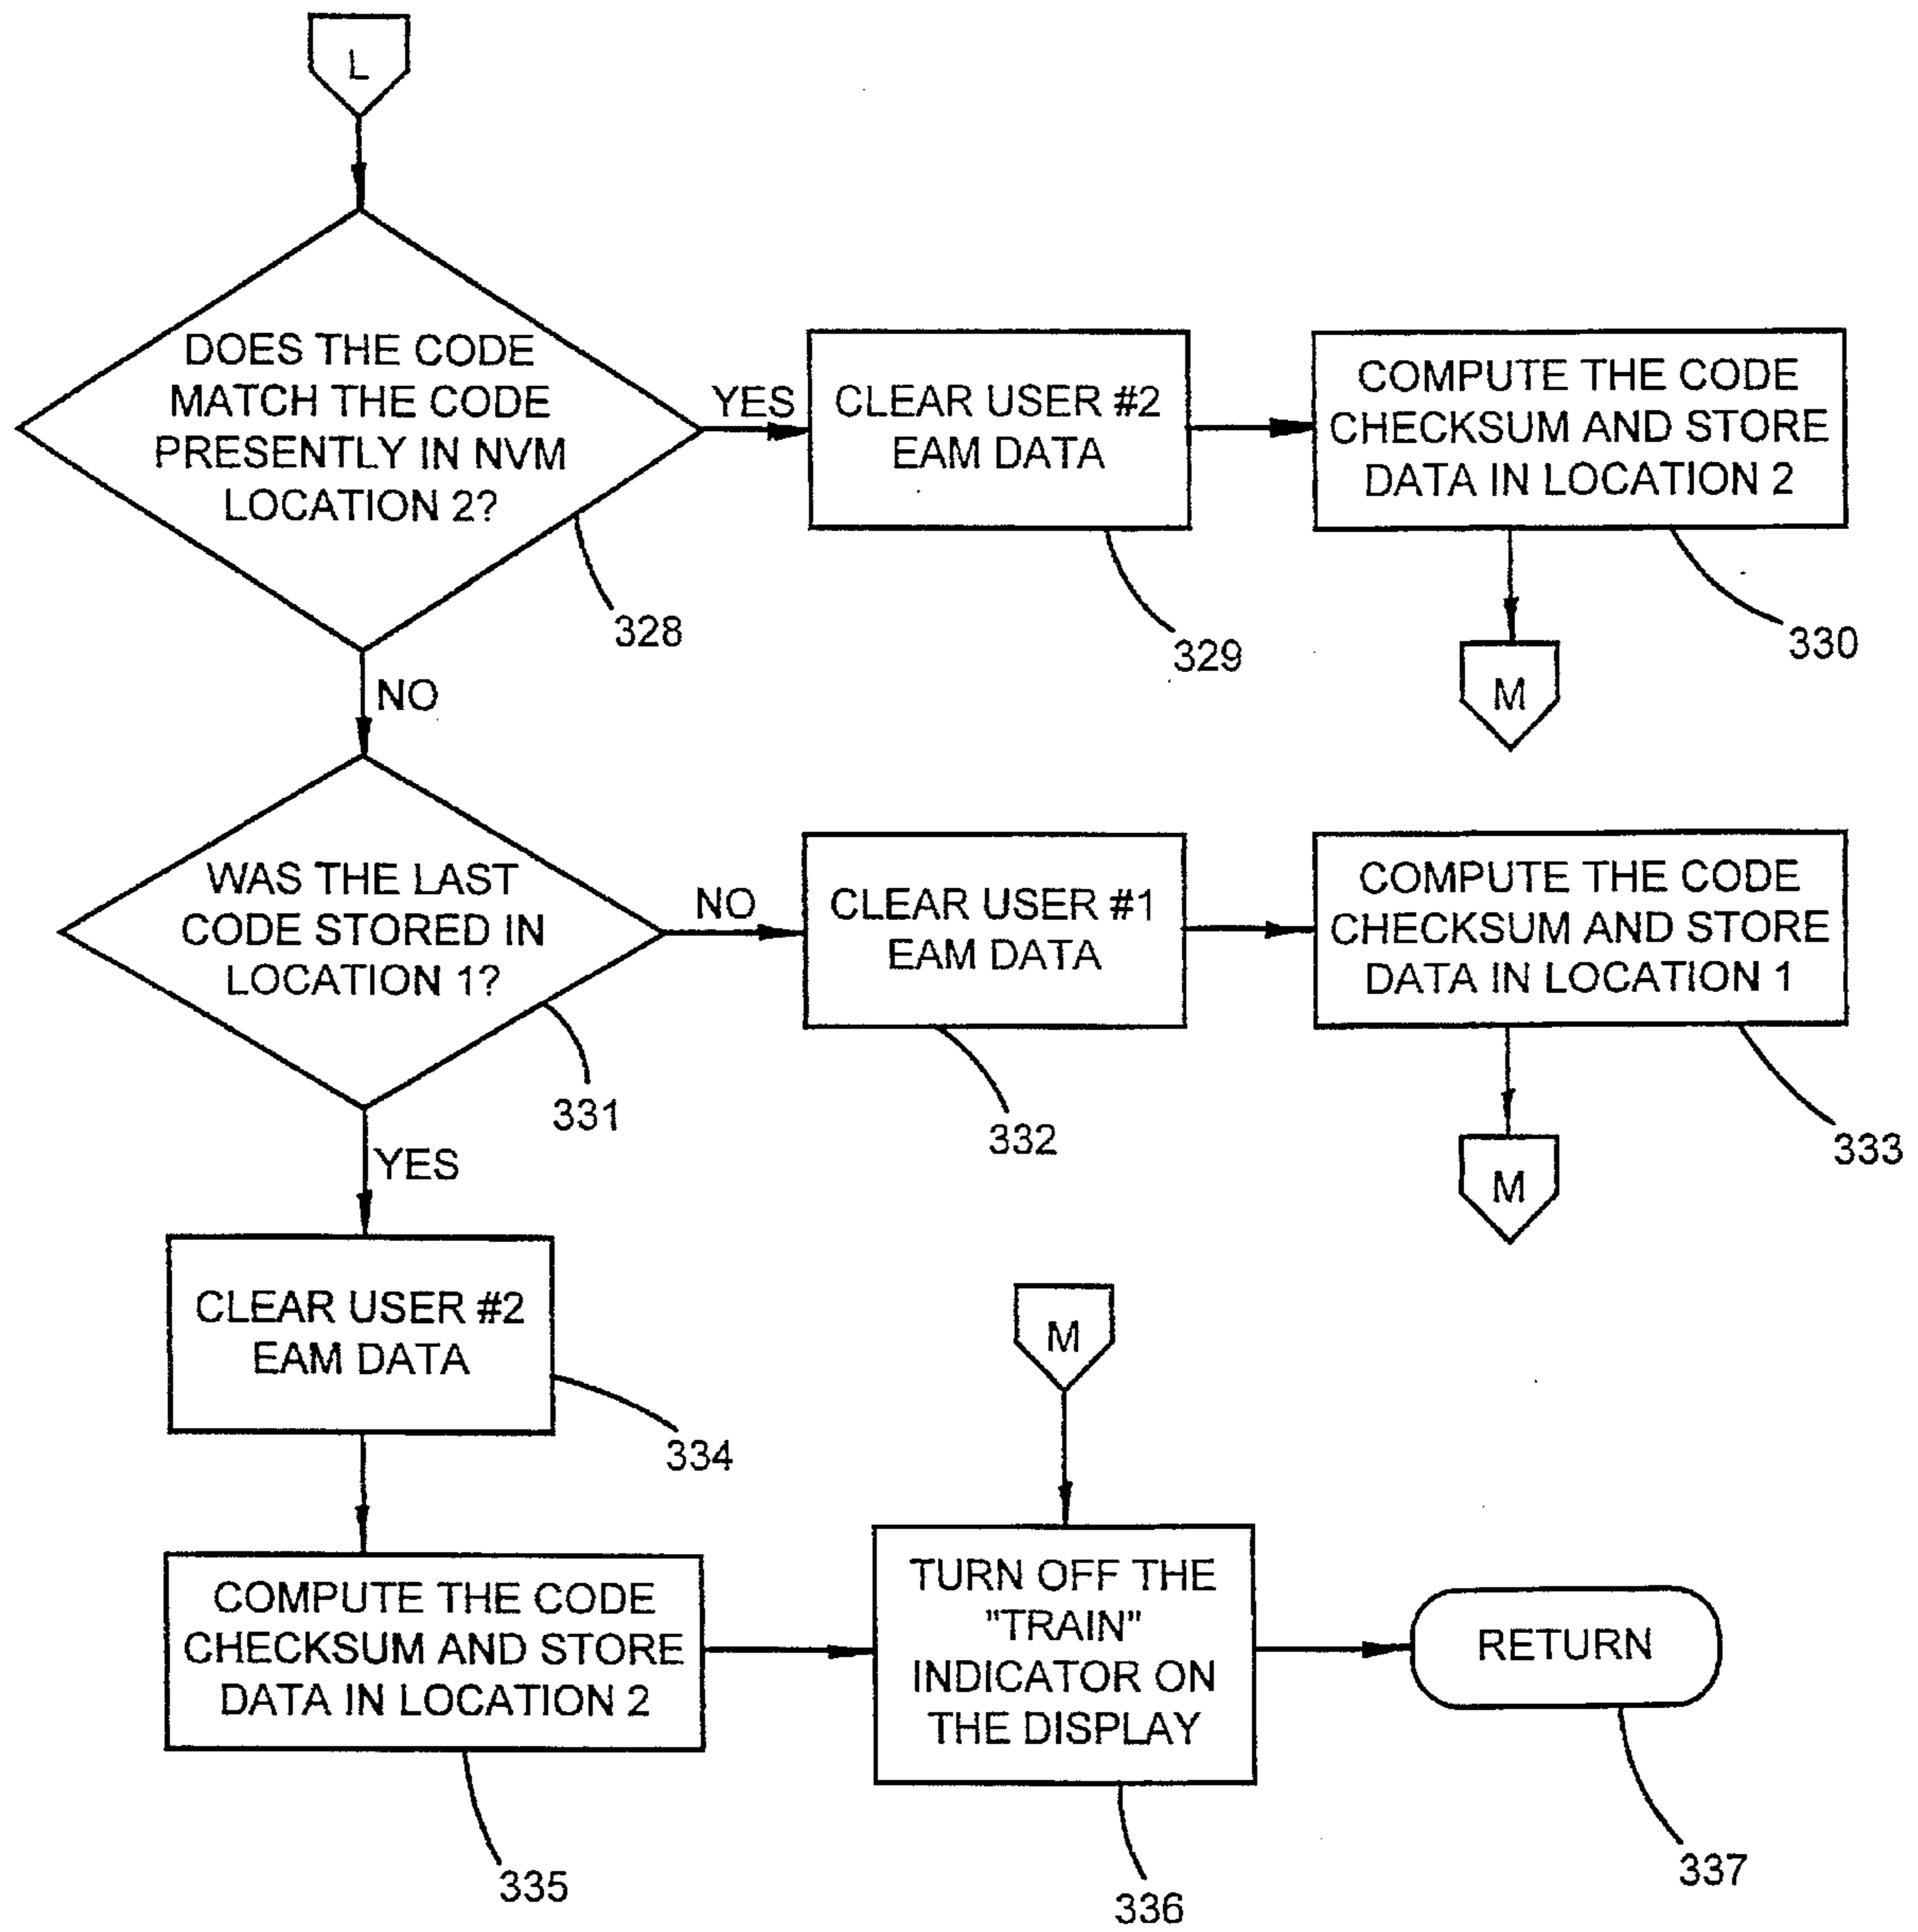 L
DOES THE CODE
MATCH THE CODE
PRESENTLY IN NVM
LOCATION 2?
328
YES
CLEAR USER #2
EAM DATA
329
COMPUTE THE CODE
CHECKSUM AND STORE
DATA IN LOCATION 2
330
M
NO
WAS THE LAST
CODE STORED IN
LOCATION 1?
331
NO
CLEAR USER #1
EAM DATA
332
COMPUTE THE CODE
CHECKSUM AND STORE
DATA IN LOCATION 1
333
M
YES
CLEAR USER #2
EAM DATA
334
COMPUTE THE CODE
CHECKSUM AND STORE
DATA IN LOCATION 2
335
M
TURN OFF THE
"TRAIN"
INDICATOR ON
THE DISPLAY
336
RETURN
337